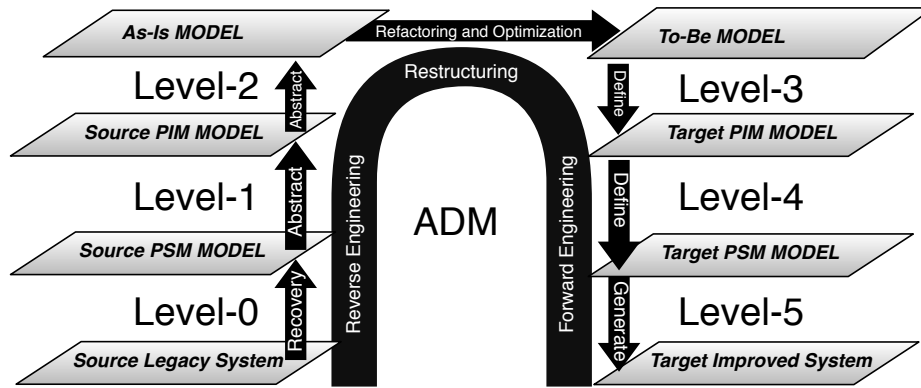 As-Is MODEL
Refactoring and Optimization
To-Be MODEL
Restructuring
Level-2
Abstract
Define
Level-3
Source PIM MODEL
Target PIM MODEL
Level-1
Abstract
Reverse Engineering
ADM
Forward Engineering
Define
Level-4
Source PSM MODEL
Target PSM MODEL
Level-0
Recovery
Generate
Level-5
Source Legacy System
Target Improved System